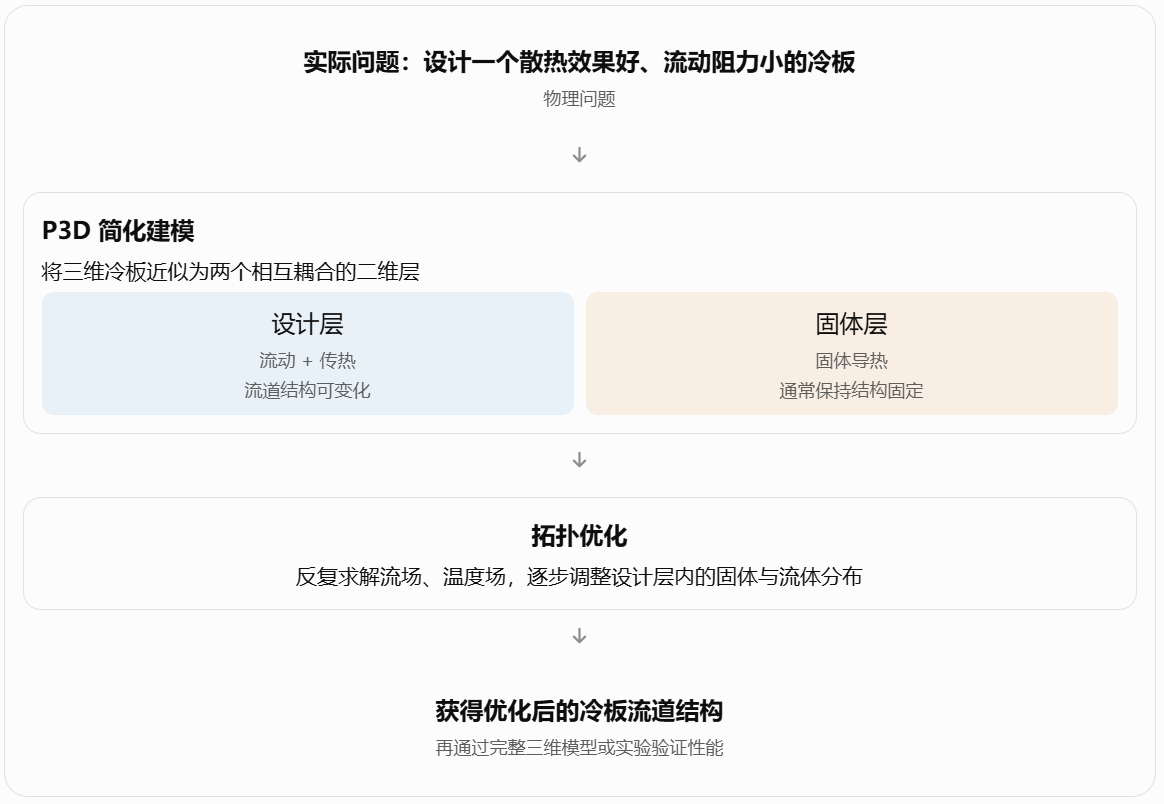 实际问题：设计一个散热效果好、流动阻力小的冷板
物理问题
↓
P3D 简化建模
将三维冷板近似为两个相互耦合的二维层
设计层
流动 + 传热
流道结构可变化
固体层
固体导热
通常保持结构固定
↓
拓扑优化
反复求解流场、温度场，逐步调整设计层内的固体与流体分布
↓
获得优化后的冷板流道结构
再通过完整三维模型或实验验证性能